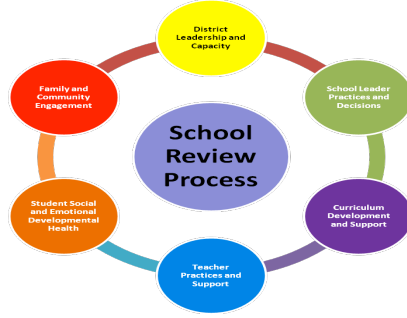 District
Leadership and
Capacity
Family and
Community
Engagement
School Leader
Practices and
Decisions
School
Review
Process
Student Social
and Emotional
Developmental
Health
Curriculum
Development
and Support
Teacher
Practices and
Support